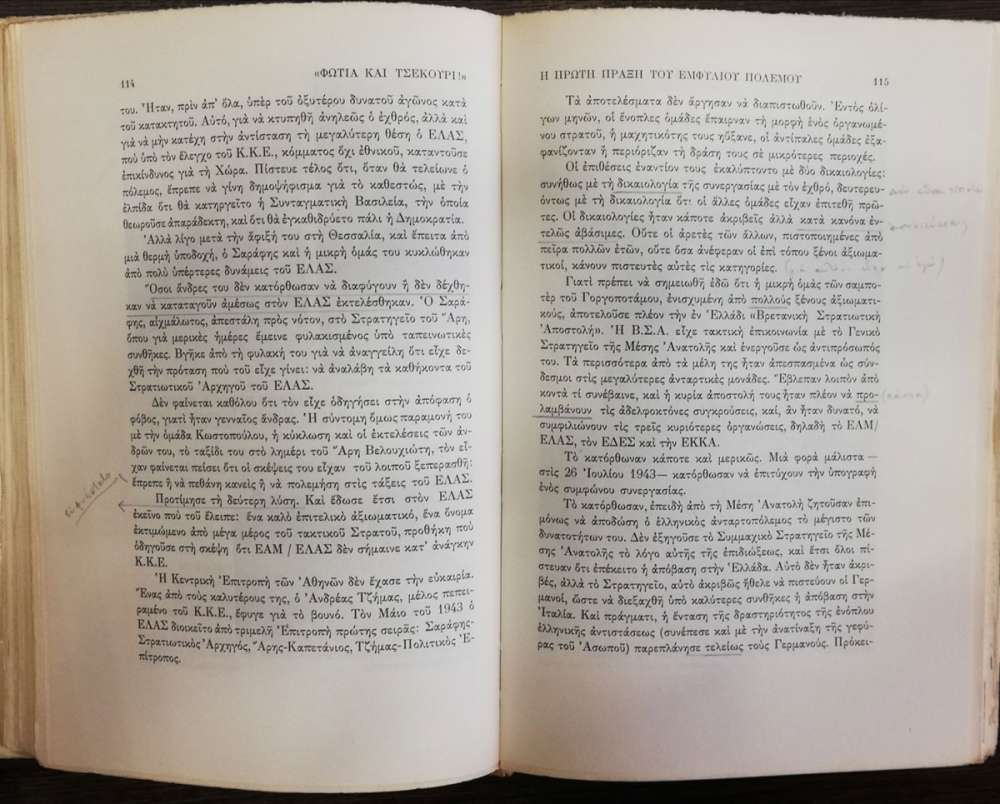 114 «ΦΩΤΙΑ ΚΑΙ ΤΣΕΚΟΥΡΙ!»
του. Ἦταν, πρὶν ἀπ' ὅλα, ὑπὲρ τοῦ ὀξυτέρου δυνατοῦ ἀγῶνος κατὰ
τοῦ κατακτητοῦ. Αὐτό, γιὰ νὰ κτυπηθῆ ἀνηλεῶς ὁ ἐχθρός, ἀλλὰ καὶ
γιὰ νὰ μὴν κατέχη στὴν ἀντίσταση τὴ μεγαλύτερη θέση ὁ ΕΛΑΣ,
ποὺ ὑπὸ τὸν ἔλεγχο τοῦ Κ.Κ.Ε., κόμματος ὄχι ἐθνικοῦ, καταντοῦσε
ἐπικίνδυνος γιὰ τὴ Χώρα. Πίστευε τέλος ὅτι, ὅταν θὰ τελείωνε ὁ
πόλεμος, ἔπρεπε νὰ γίνη δημοψήφισμα γιὰ τὸ καθεστώς, μὲ τὴν
ἐλπίδα ὅτι θὰ κατηργεῖτο ἡ Συνταγματικὴ Βασιλεία, τὴν ὁποία
θεωροῦσε ἀπαράδεκτη, καὶ ὅτι θὰ ἐγκαθιδρύετο πάλι ἡ Δημοκρατία.
Ἀλλὰ λίγο μετὰ τὴν ἄφιξή του στὴ Θεσσαλία, καὶ ἔπειτα ἀπὸ
μιὰ θερμὴ ὑποδοχή, ὁ Σαράφης καὶ ἡ μικρὴ ὁμάς του κυκλώθηκαν
ἀπὸ πολὺ ὑπέρτερες δυνάμεις τοῦ ΕΛΑΣ.
Ὅσοι ἄνδρες του δὲν κατόρθωσαν νὰ διαφύγουν ἢ δὲν δέχθη-
καν νὰ καταταγοῦν ἀμέσως στὸν ΕΛΑΣ ἐκτελέσθηκαν. Ὁ Σαρά-
φης, αἰχμάλωτος, ἀπεστάλη πρὸς νότον, στὸ Στρατηγεῖο τοῦ Ἄρη,
ὅπου γιὰ μερικὲς ἡμέρες ἔμεινε φυλακισμένος ὑπὸ ταπεινωτικὲς
συνθῆκες. Βγῆκε ἀπὸ τὴ φυλακή του γιὰ νὰ ἀναγγείλη ὅτι εἶχε δε-
χθῆ τὴν πρόταση ποὺ τοῦ εἶχε γίνει: νὰ ἀναλάβη τὰ καθήκοντα τοῦ
Στρατιωτικοῦ Ἀρχηγοῦ τοῦ ΕΛΑΣ.
Δὲν φαίνεται καθόλου ὅτι τὸν εἶχε ὁδηγήσει στὴν ἀπόφαση ὁ
φόβος, γιατὶ ἦταν γενναῖος ἄνδρας. Ἡ σύντομη ὅμως παραμονή του
μὲ τὴν ὁμάδα Κωστοπούλου, ἡ κύκλωση καὶ οἱ ἐκτελέσεις τῶν ἀν-
δρῶν του, τὸ ταξίδι του στὸ λημέρι τοῦ Ἄρη Βελουχιώτη, τὸν εἶ-
χαν φαίνεται πείσει ὅτι οἱ σκέψεις του εἶχαν τοῦ λοιποῦ ξεπερασθῆ:
ἔπρεπε ἢ νὰ πεθάνη κανεὶς ἢ νὰ πολεμήση στὶς τάξεις τοῦ ΕΛΑΣ.
Προτίμησε τὴ δεύτερη λύση. Καὶ ἔδωσε ἔτσι στὸν ΕΛΑΣ
ἐκεῖνο ποὺ τοῦ ἔλειπε: ἕνα καλὸ ἐπιτελικὸ ἀξιωματικό, ἕνα ὄνομα
ἐκτιμώμενο ἀπὸ μέγα μέρος τοῦ τακτικοῦ Στρατοῦ, προθήκη ποὺ
ὁδηγοῦσε στὴ σκέψη ὅτι ΕΑΜ / ΕΛΑΣ δὲν σήμαινε κατ' ἀνάγκην
Κ.Κ.Ε.
Ἡ Κεντρικὴ Ἐπιτροπὴ τῶν Ἀθηνῶν δὲν ἔχασε τὴν εὐκαιρία.
Ἕνας ἀπὸ τοὺς καλυτέρους της, ὁ Ἀνδρέας Τζήμας, μέλος πεπει-
ραμένο τοῦ Κ.Κ.Ε., ἔφυγε γιὰ τὸ βουνό. Τὸν Μάιο τοῦ 1943 ὁ
ΕΛΑΣ διοικεῖτο ἀπὸ τριμελῆ Ἐπιτροπὴ πρώτης σειρᾶς: Σαράφης-
Στρατιωτικὸς Ἀρχηγός, Ἄρης-Καπετάνιος, Τζήμας-Πολιτικὸς Ἐ-
πίτροπος.
Η ΠΡΩΤΗ ΠΡΑΞΗ ΤΟΥ ΕΜΦΥΛΙΟΥ ΠΟΛΕΜΟΥ 115
Τὰ ἀποτελέσματα δὲν ἄργησαν νὰ διαπιστωθοῦν. Ἐντὸς ὀλί-
γων μηνῶν, οἱ ἔνοπλες ὁμάδες ἔπαιρναν τὴ μορφὴ ἑνὸς ὀργανωμέ-
νου στρατοῦ, ἡ μαχητικότης τους ηὔξανε, οἱ ἀντίπαλες ὁμάδες ἐξα-
φανίζονταν ἢ περιόριζαν τὴ δράση τους σὲ μικρότερες περιοχές.
Οἱ ἐπιθέσεις ἐναντίον τους ἐκαλύπτοντο μὲ δύο δικαιολογίες:
συνήθως μὲ τὴ δικαιολογία τῆς συνεργασίας μὲ τὸν ἐχθρό, δευτερευ-
όντως μὲ τὴ δικαιολογία ὅτι οἱ ἄλλες ὁμάδες εἶχαν ἐπιτεθῆ πρῶ-
τες. Οἱ δικαιολογίες ἦταν κάποτε ἀκριβεῖς ἀλλὰ κατὰ κανόνα ἐν-
τελῶς ἀβάσιμες. Οὔτε οἱ ἀρετὲς τῶν ἄλλων, πιστοποιημένες ἀπὸ
πεῖρα πολλῶν ἐτῶν, οὔτε ὅσα ἀνέφεραν οἱ ἐπὶ τόπου ξένοι ἀξιωμα-
τικοί, κάνουν πιστευτὲς αὐτὲς τὶς κατηγορίες.
Γιατὶ πρέπει νὰ σημειωθῆ ἐδῶ ὅτι ἡ μικρὴ ὁμὰς τῶν σαμπο-
τὲρ τοῦ Γοργοποτάμου, ἐνισχυμένη ἀπὸ πολλοὺς ξένους ἀξιωματι-
κούς, ἀποτελοῦσε πλέον τὴν ἐν Ἑλλάδι «Βρετανικὴ Στρατιωτικὴ
Ἀποστολή». Ἡ Β.Σ.Α. εἶχε τακτικὴ ἐπικοινωνία μὲ τὸ Γενικὸ
Στρατηγεῖο τῆς Μέσης Ἀνατολῆς καὶ ἐνεργοῦσε ὡς ἀντιπρόσωπός
του. Τὰ περισσότερα ἀπὸ τὰ μέλη της ἦταν ἀπεσπασμένα ὡς σύν-
δεσμοι στὶς μεγαλύτερες ἀνταρτικὲς μονάδες. Ἔβλεπαν λοιπὸν ἀπὸ
κοντὰ τί συνέβαινε, καὶ ἡ κυρία ἀποστολή τους ἦταν πλέον νὰ προ-
λαμβάνουν τὶς ἀδελφοκτόνες συγκρούσεις, καί, ἂν ἦταν δυνατό, νὰ
συμφιλιώνουν τὶς τρεῖς κυριότερες ὀργανώσεις, δηλαδὴ τὸ ΕΑΜ/
ΕΛΑΣ, τὸν ΕΔΕΣ καὶ τὴν ΕΚΚΑ.
Τὸ κατόρθωναν κάποτε καὶ μερικῶς. Μιὰ φορὰ μάλιστα —
στὶς 26 Ἰουλίου 1943— κατόρθωσαν νὰ ἐπιτύχουν τὴν ὑπογραφὴ
ἑνὸς συμφώνου συνεργασίας.
Τὸ κατόρθωσαν, ἐπειδὴ ἀπὸ τὴ Μέση Ἀνατολὴ ζητοῦσαν ἐπι-
μόνως νὰ ἀποδώση ὁ ἑλληνικὸς ἀνταρτοπόλεμος τὸ μέγιστο τῶν
δυνατοτήτων του. Δὲν ἐξηγοῦσε τὸ Συμμαχικὸ Στρατηγεῖο τῆς Μέ-
σης Ἀνατολῆς τὸ λόγο αὐτῆς τῆς ἐπιδιώξεως, καὶ ἔτσι ὅλοι πί-
στευαν ὅτι ἐπέκειτο ἡ ἀπόβαση στὴν Ἑλλάδα. Αὐτὸ δὲν ἦταν ἀκρι-
βές, ἀλλὰ τὸ Στρατηγεῖο, αὐτὸ ἀκριβῶς ἤθελε νὰ πιστεύουν οἱ Γερ-
μανοί, ὥστε νὰ διεξαχθῆ ὑπὸ καλύτερες συνθῆκες ἡ ἀπόβαση στὴν
Ἰταλία. Καὶ πράγματι, ἡ ἔνταση τῆς δραστηριότητος τῆς ἐνόπλου
ἑλληνικῆς ἀντιστάσεως (συνέπεσε καὶ μὲ τὴν ἀνατίναξη τῆς γεφύ-
ρας τοῦ Ἀσωποῦ) παρεπλάνησε τελείως τοὺς Γερμανούς. Πρόκει-